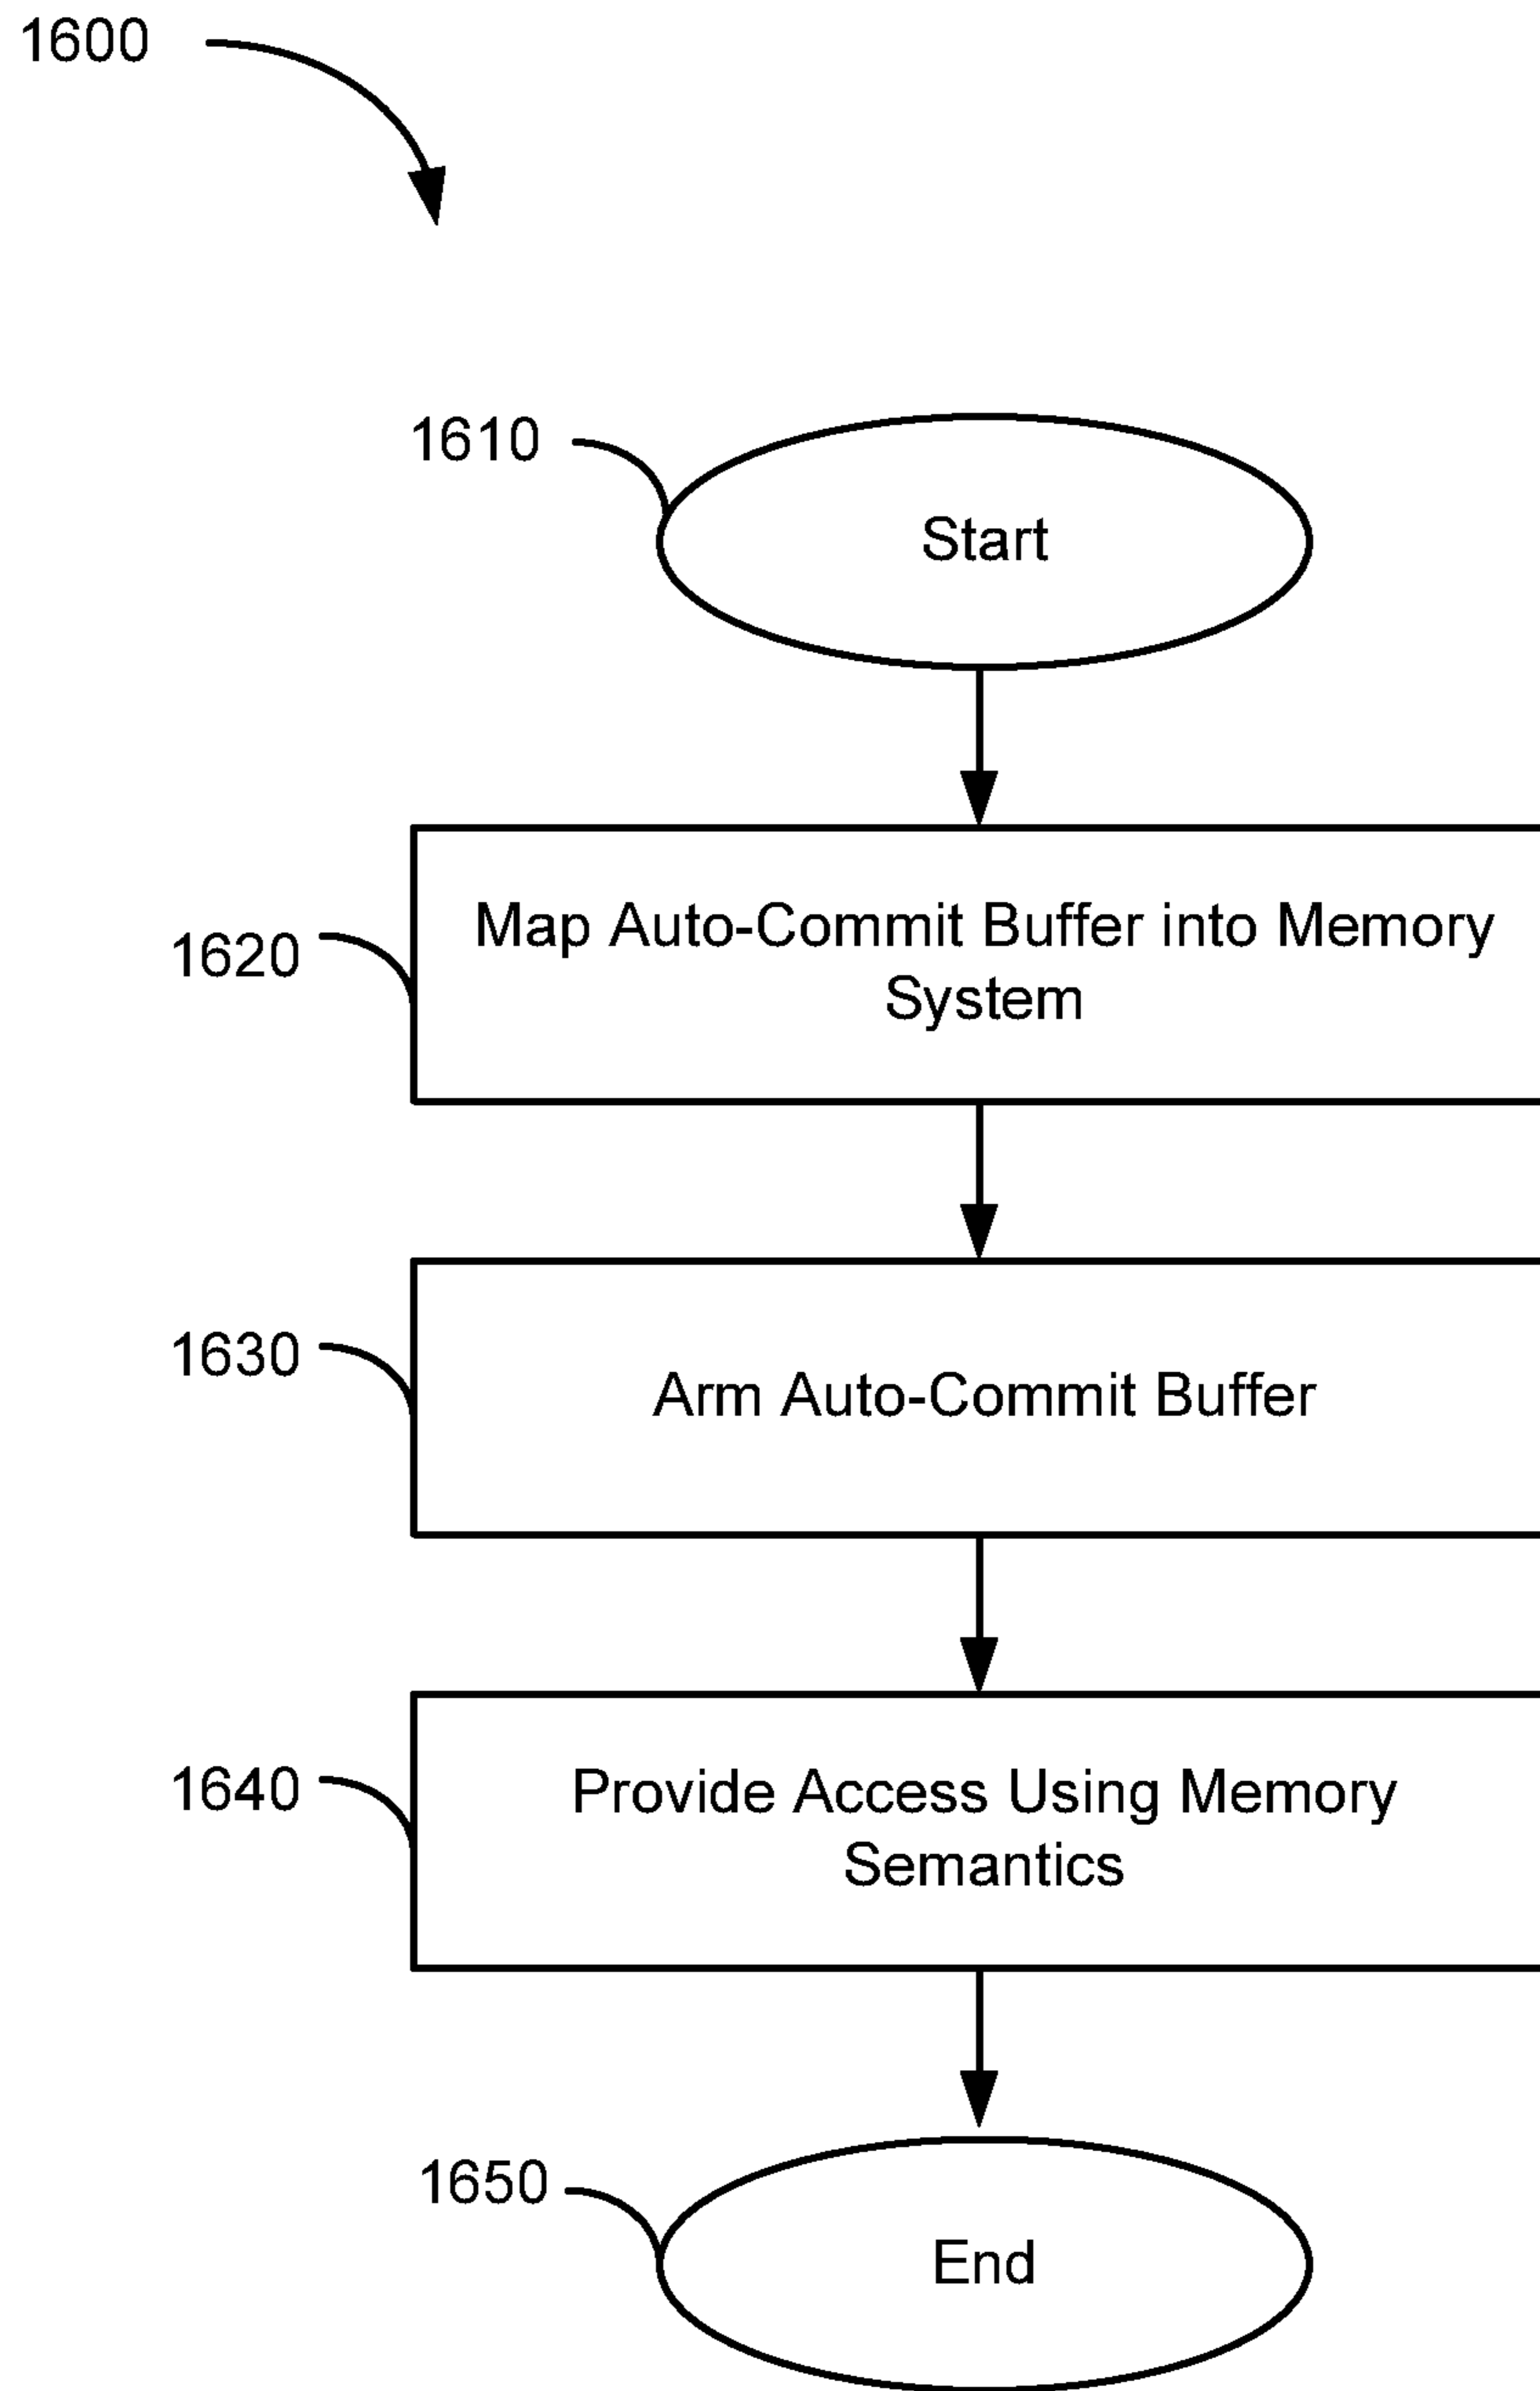 1600
1610
Start
Map Auto-Commit Buffer into Memory
System
1620
1630
Arm Auto-Commit Buffer
1640
Provide Access Using Memory
Semantics
1650
End